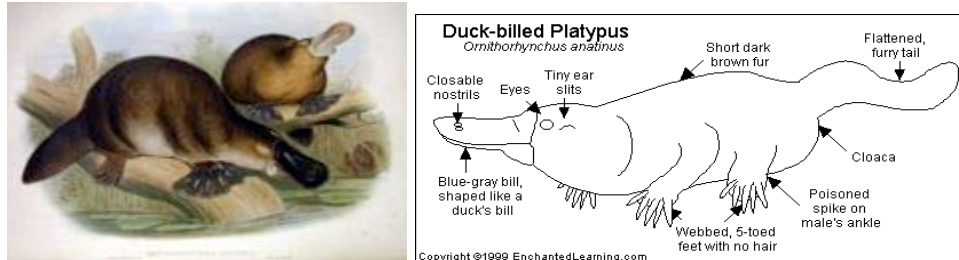 Duck-billed Platypus
Ornithorhynchus anatinus
Closable
nostrils
Eyes
Tiny ear
slits
Short dark
brown fur
Flattened,
furry tail
Cloaca
Blue-gray bill,
shaped like a
duck's bill
Webbed, 5-toed
feet with no hair
Poisoned
spike on
male's ankle
Copyright ©1999 EnchantedLearning.com